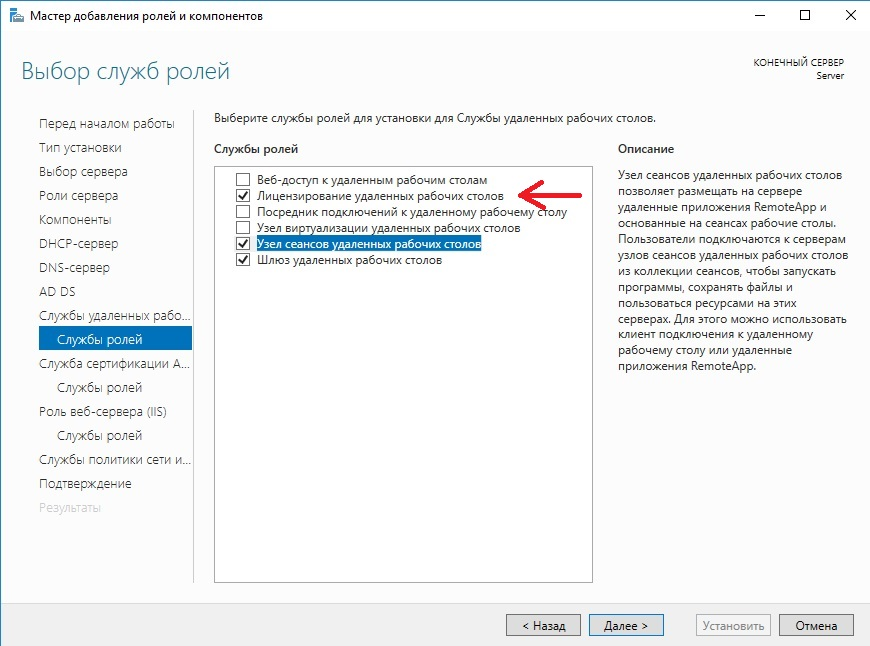 Мастер добавления ролей и компонентов
Выбор служб ролей
КОНЕЧНЫЙ СЕРВЕР
Server
Перед началом работы
Тип установки
Выбор сервера
Роли сервера
Компоненты
DHCP-сервер
DNS-сервер
AD DS
Службы удаленных рабо...
Службы ролей
Служба сертификации A...
Службы ролей
Роль веб-сервера (IIS)
Службы ролей
Службы политики сети и...
Подтверждение
Результаты
Выберите службы ролей для установки для Службы удаленных рабочих столов.
Службы ролей
Веб-доступ к удаленным рабочим столам
Лицензирование удаленных рабочих столов
Посредник подключений к удаленному рабочему столу
Узел виртуализации удаленных рабочих столов
Узел сеансов удаленных рабочих столов
Шлюз удаленных рабочих столов
Описание
Узел сеансов удаленных рабочих столов
позволяет размещать на сервере
удаленные приложения RemoteApp и
основанные на сеансах рабочие столы.
Пользователи подключаются к серверам
узлов сеансов удаленных рабочих столов
из коллекции сеансов, чтобы запускать
программы, сохранять файлы и
пользоваться ресурсами на этих
серверах. Для этого можно использовать
клиент подключения к удаленному
рабочему столу или удаленные
приложения RemoteApp.
< Назад
Далее >
Установить
Отмена